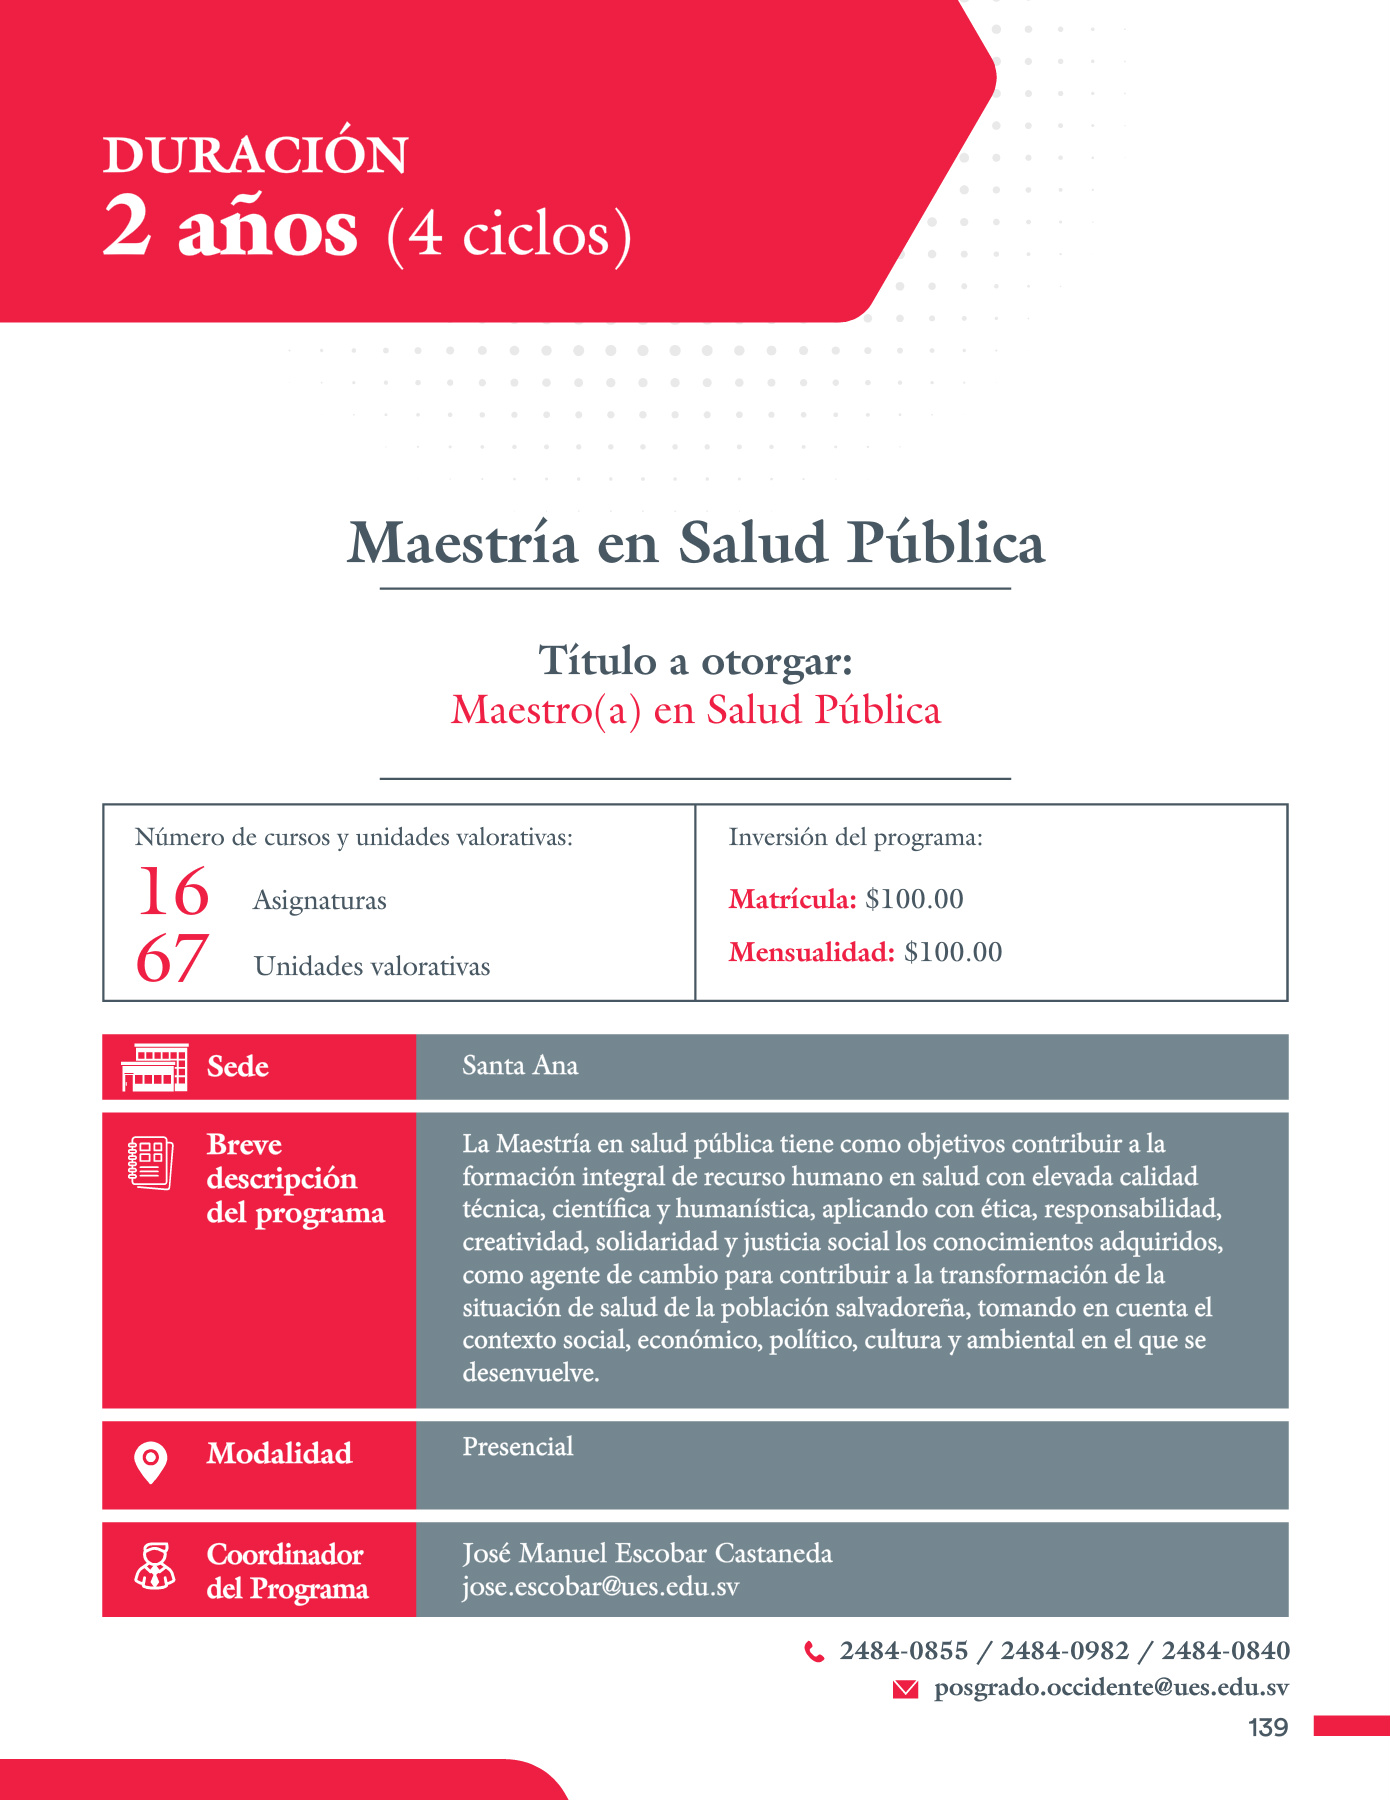 DURACIÓN
2 años (4 ciclos)
Maestría en Salud Pública
Título a otorgar:
Maestro(a) en Salud Pública
Número de cursos y unidades valorativas:
16 Asignaturas
67 Unidades valorativas
Inversión del programa:
Matrícula: $100.00
Mensualidad: $100.00
Sede
Santa Ana
Breve
descripción
del programa
La Maestría en salud pública tiene como objetivos contribuir a la
formación integral de recurso humano en salud con elevada calidad
técnica, científica y humanística, aplicando con ética, responsabilidad,
creatividad, solidaridad y justicia social los conocimientos adquiridos,
como agente de cambio para contribuir a la transformación de la
situación de salud de la población salvadoreña, tomando en cuenta el
contexto social, económico, político, cultura y ambiental en el que se
desenvuelve.
Modalidad
Presencial
Coordinador
del Programa
José Manuel Escobar Castaneda
jose.escobar@ues.edu.sv
2484-0855 / 2484-0982 / 2484-0840
posgrado.occidente@ues.edu.sv
139